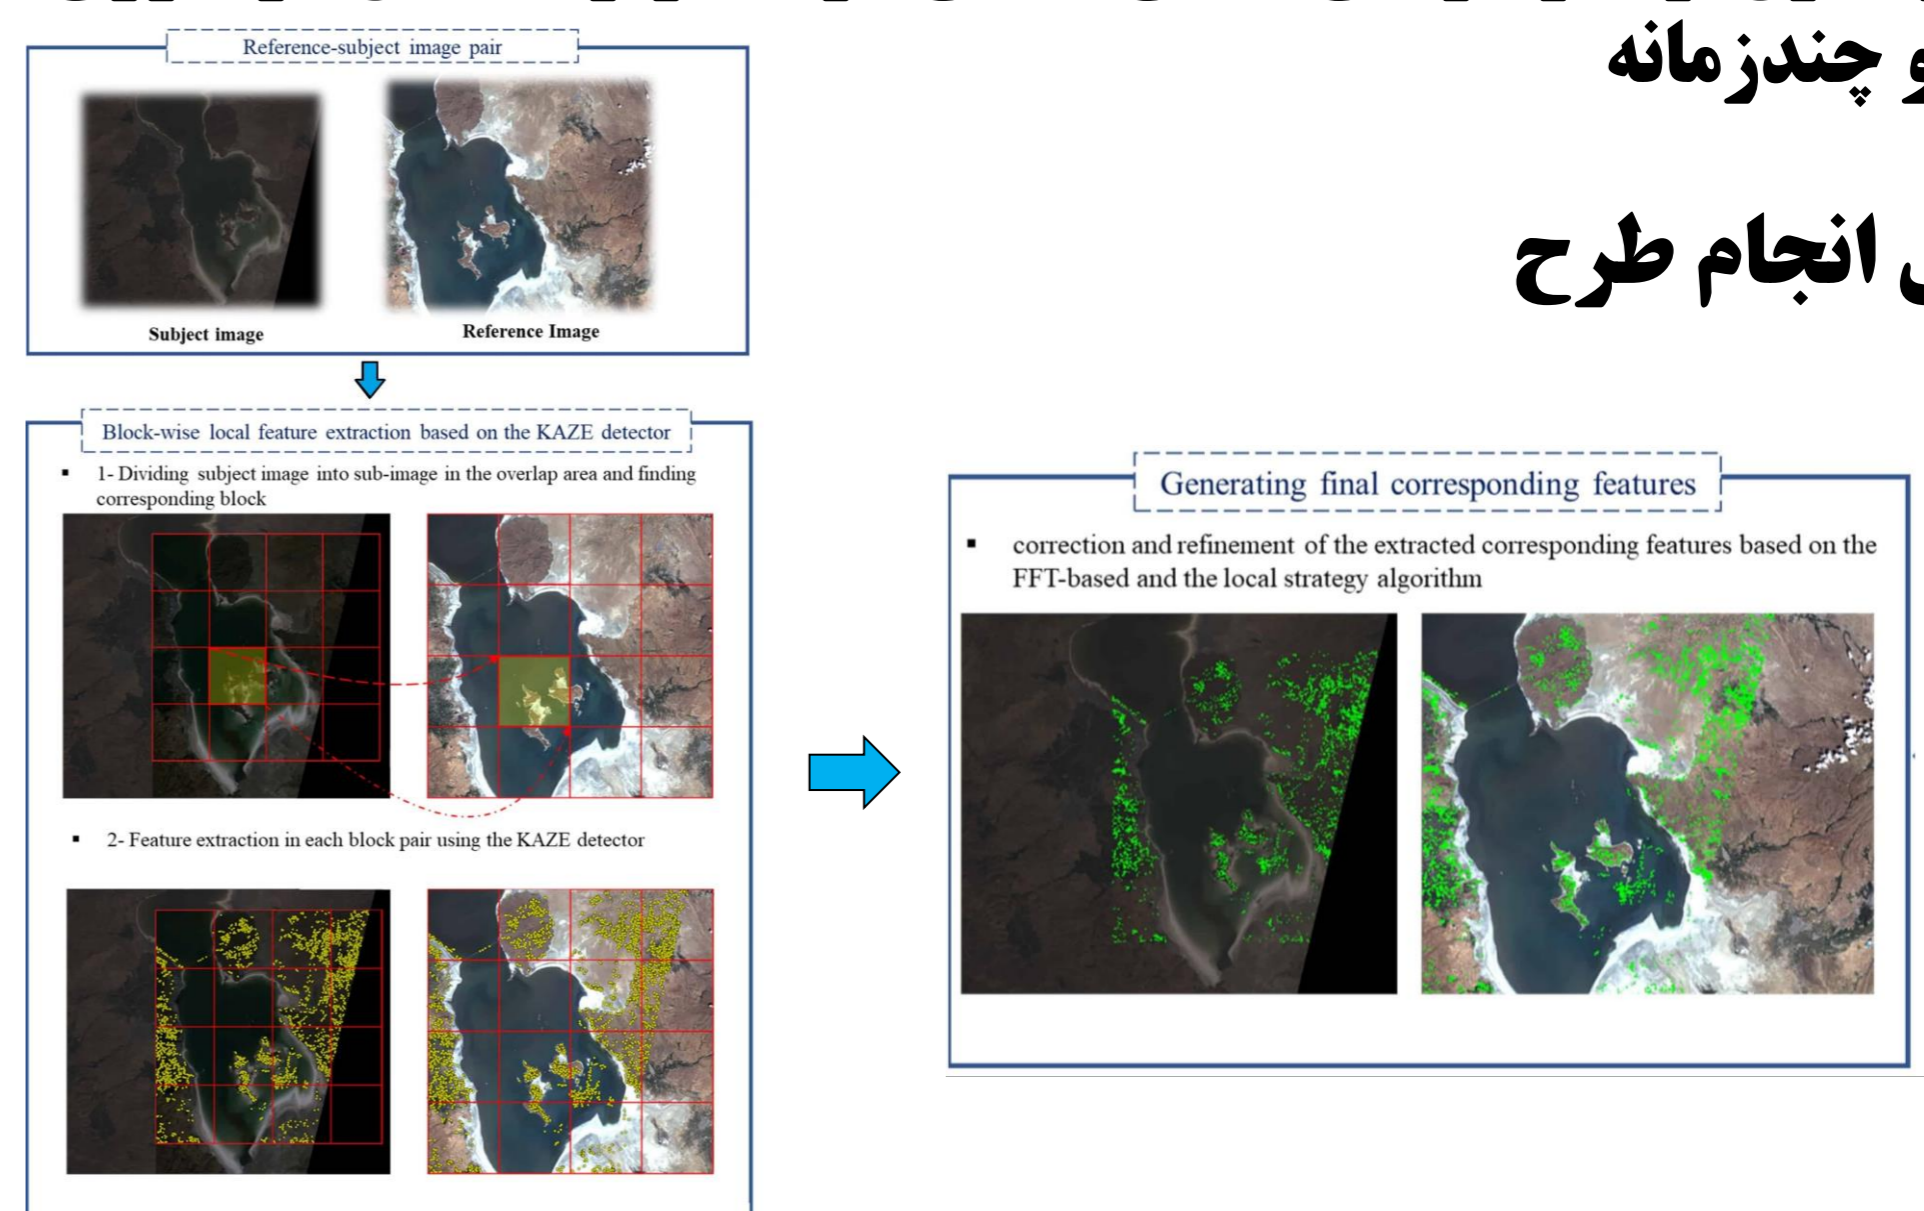 و چندزمانه
انجام طرح
Reference-subject image pair
Subject image
Reference Image
Block-wise local feature extraction based on the KAZE detector
▪ 1- Dividing subject image into sub-image in the overlap area and finding
corresponding block
▪ 2- Feature extraction in each block pair using the KAZE detector
Generating final corresponding features
▪ correction and refinement of the extracted corresponding features based on the
FFT-based and the local strategy algorithm